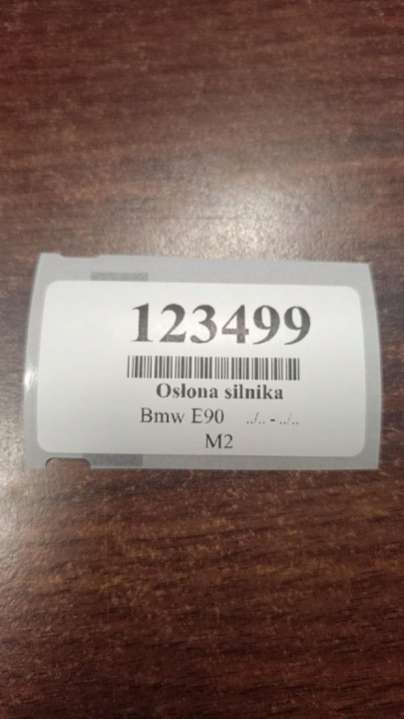 123499
Osłona silnika
Bmw E90 ../.. - ../..
M2